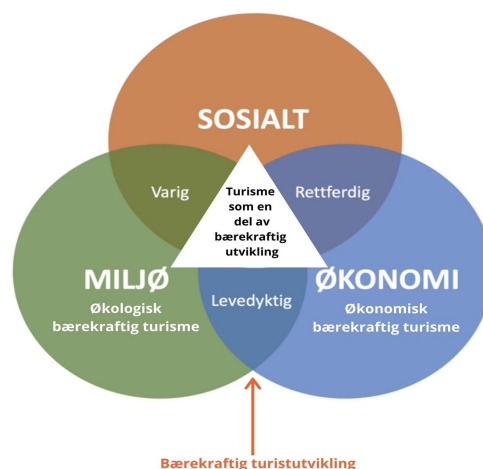 SOSIALT
Varig
Turisme
som en
del av
bærekraftig
utvikling
Rettferdig
MILJØ
Økologisk
bærekraftig turisme
Levedyktig
ØKONOMI
Økonomisk
bærekraftig turisme
Bærekraftig turistutvikling